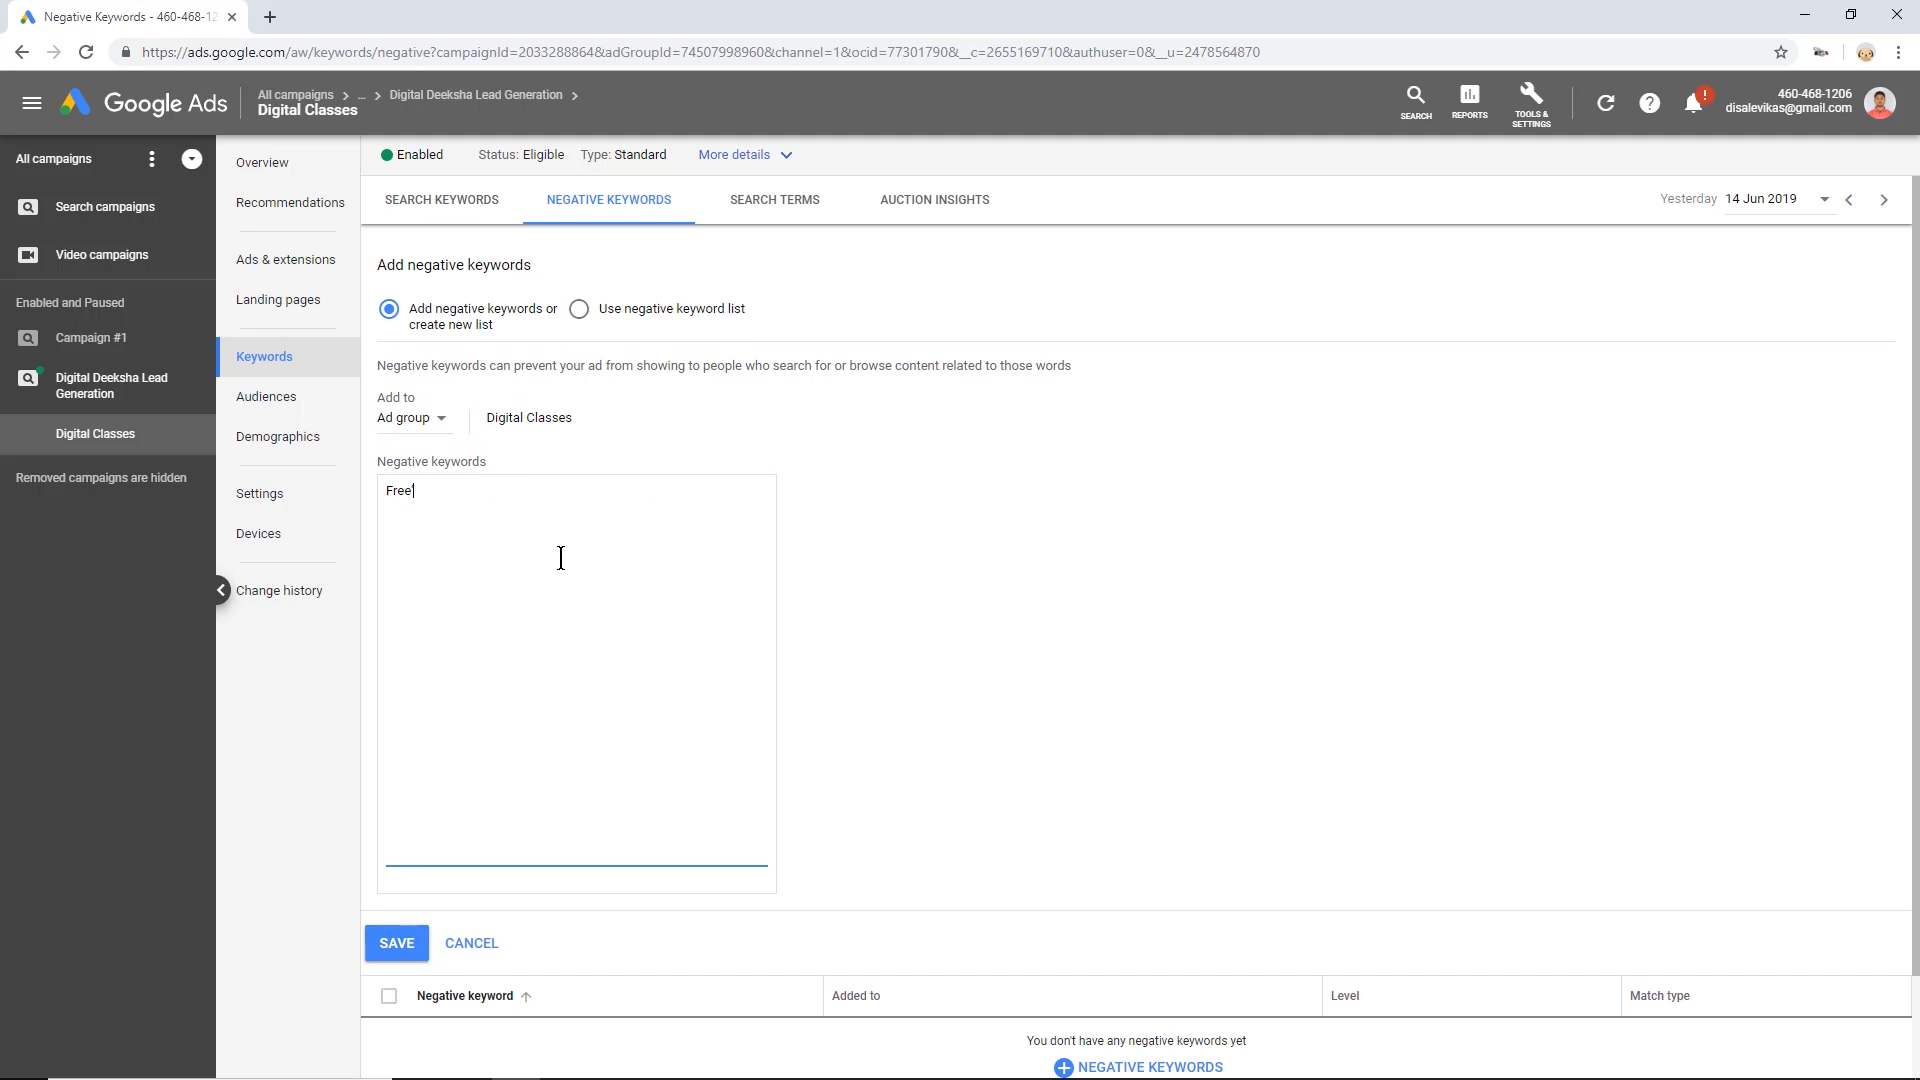 Negative Keywords - 460-468-12
https://ads.google.com/aw/keywords/negative?campaignId=2033288864&adGroupId=74507998960&channel=1&ocid=77301790&__c=2655169710&authuser=0&__u=2478564870
Google Ads
All campaigns > ... > Digital Deeksha Lead Generation >
Digital Classes
SEARCH
REPORTS
TOOLS &
SETTINGS
460-468-1206
disalevikas@gmail.com
All campaigns
Search campaigns
Video campaigns
Enabled and Paused
Campaign #1
Digital Deeksha Lead
Generation
Digital Classes
Removed campaigns are hidden
Overview
Recommendations
Ads & extensions
Landing pages
Keywords
Audiences
Demographics
Settings
Devices
Change history
Enabled Status: Eligible Type: Standard More details
SEARCH KEYWORDS NEGATIVE KEYWORDS SEARCH TERMS AUCTION INSIGHTS
Yesterday 14 Jun 2019
Add negative keywords
Add negative keywords or
create new list
Use negative keyword list
Negative keywords can prevent your ad from showing to people who search for or browse content related to those words
Add to
Ad group Digital Classes
Negative keywords
Free'
SAVE CANCEL
Negative keyword Added to Level Match type
You don't have any negative keywords yet
NEGATIVE KEYWORDS